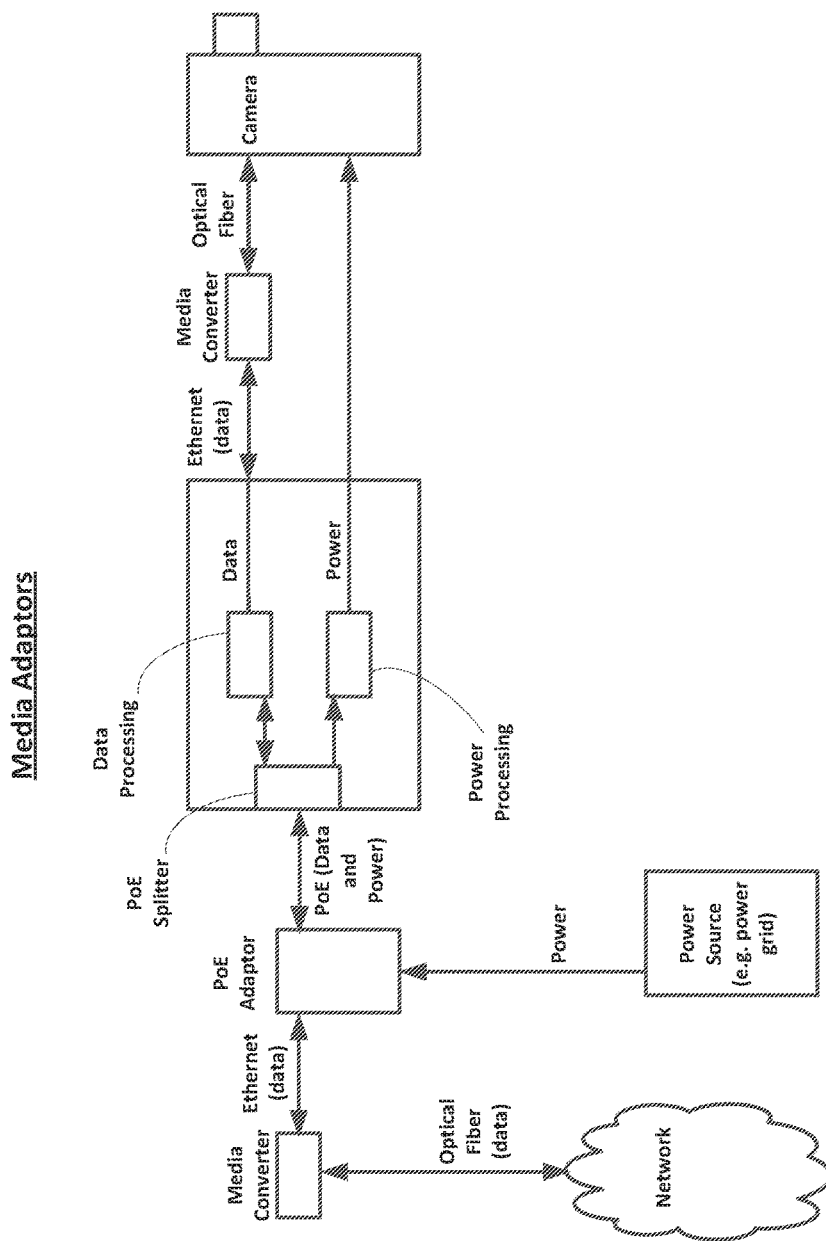 Media Adaptors
Media
Converter
Ethernet
(data)
PoE
Adaptor
PoE (Data
and
Power)
PoE
Splitter
Data
Processing
Data
Ethernet
(data)
Media
Converter
Optical
Fiber
Camera
Power
Power
Processing
Optical
Fiber
(data)
Network
Power
Power
Source
(e.g. power
grid)